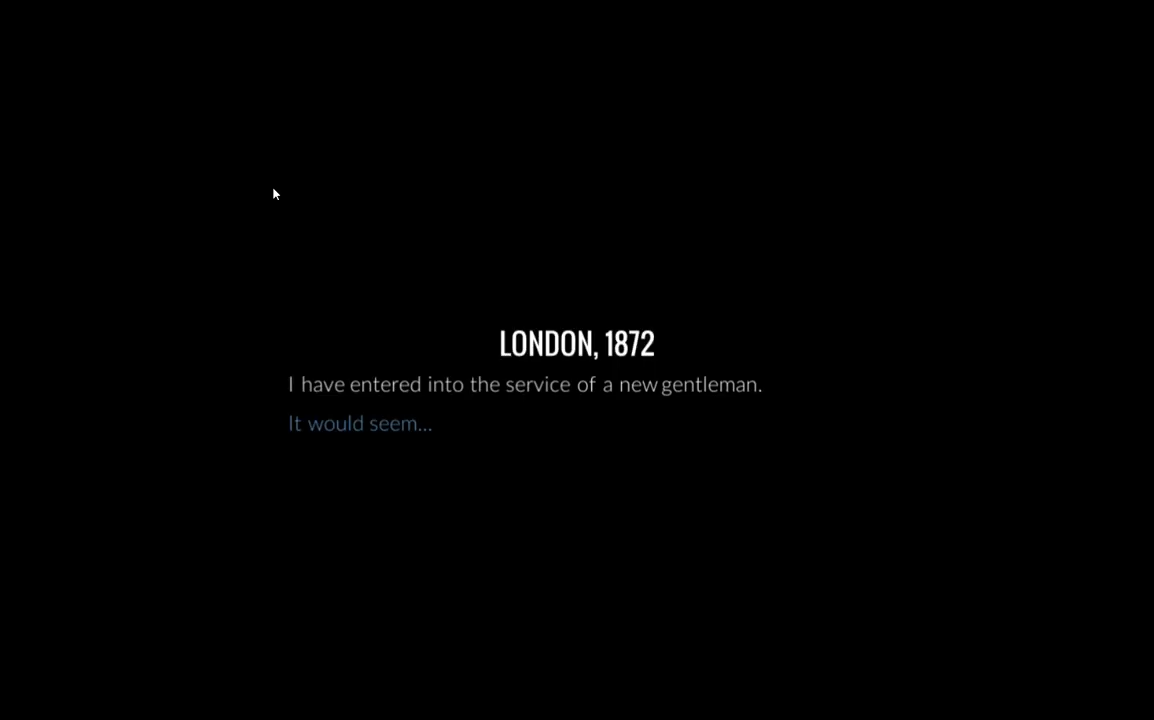 LONDON, 1872
I have entered into the service of a new gentleman.
It would seem...